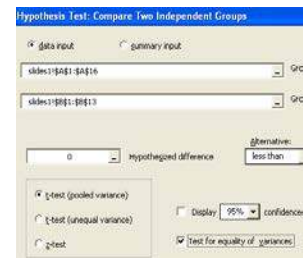 Hypothesis Test: Compare Two Independent Groups
data input summary input
slides1!$A$1:$A$16 _ Gro
slides1!$B$1:$B$13 _ Gro
0 _ Hypothesized difference
Alternative:
less than
t-test (pooled variance)
t-test (unequal variance)
z-test
Display 95% confidence
Test for equality of variances